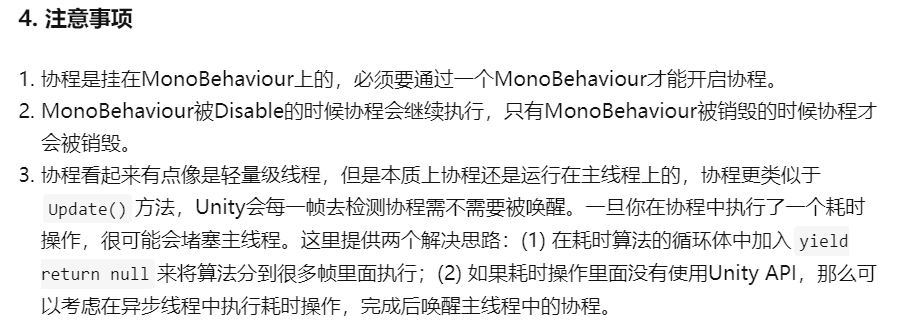 4. 注意事项
1. 协程是挂在MonoBehaviour上的，必须要通过一个MonoBehaviour才能开启协程。
2. MonoBehaviour被Disable的时候协程会继续执行，只有MonoBehaviour被销毁的时候协程才
会被销毁。
3. 协程看起来有点像是轻量级线程，但是本质上协程还是运行在主线程上的，协程更类似于
Update() 方法，Unity会每一帧去检测协程需不需要被唤醒。一旦你在协程中执行了一个耗时
操作，很可能会堵塞主线程。这里提供两个解决思路：(1) 在耗时算法的循环体中加入 yield
return null 来将算法分到很多帧里面执行；(2) 如果耗时操作里面没有使用Unity API，那么可
以考虑在异步线程中执行耗时操作，完成后唤醒主线程中的协程。